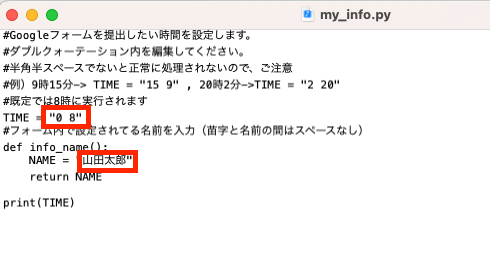 my_info.py
#Googleフォームを提出したい時間を設定します。
#ダブルクォーテーション内を編集してください。
#半角半スペースでないと正常に処理されないので、ご注意
#例）9時15分-> TIME = "15 9" , 20時2分->TIME = "2 20"
#既定では8時に実行されます
TIME = "0 8"
#フォーム内で設定されてる名前を入力（苗字と名前の間はスペースなし）
def info_name():
NAME = "山田太郎"
return NAME
print(TIME)